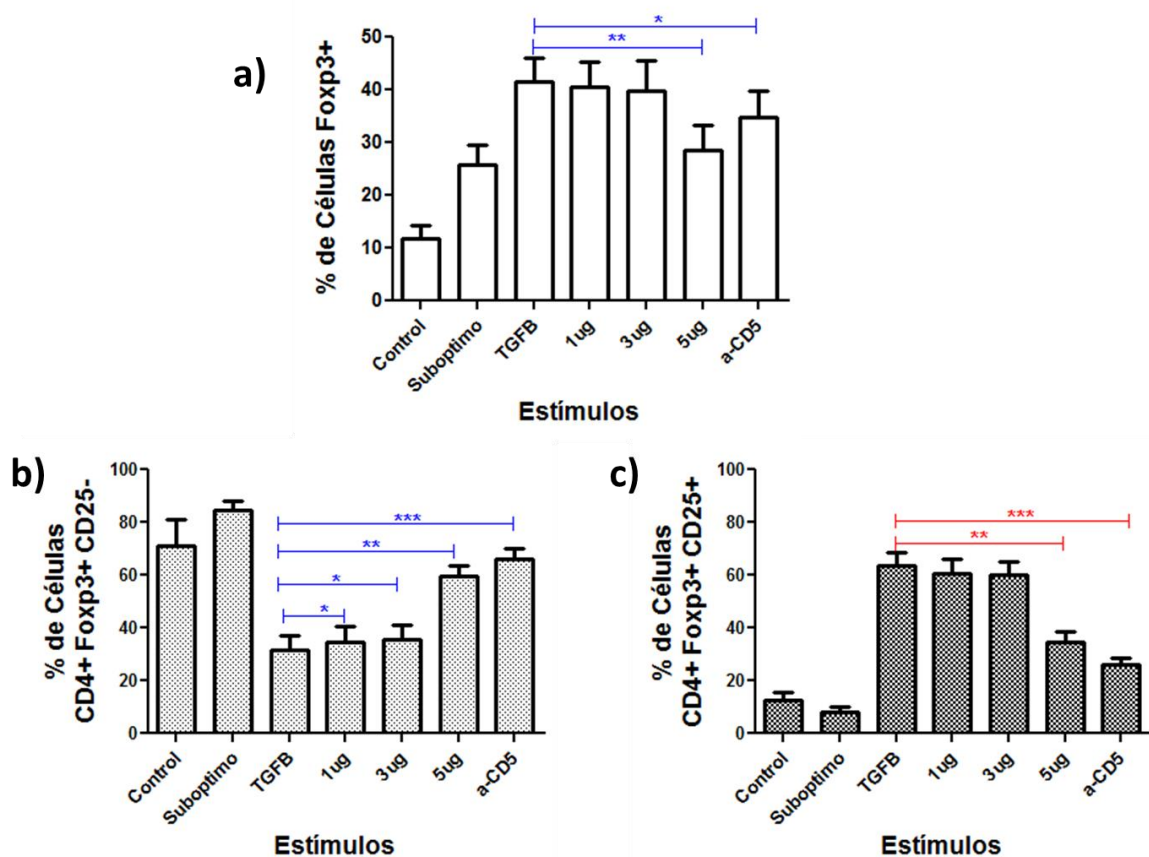 a)
% de Células Foxp3+
50
40
30
20
10
0
*
**
Control
Suboptimo
TGFB
1ug
3ug
5ug
a-CD5
Estímulos
b)
% de Células
CD4+ Foxp3+ CD25-
100
80
60
40
20
0
***
**
*
*
Control
Suboptimo
TGFB
1ug
3ug
5ug
a-CD5
Estímulos
c)
% de Células
CD4+ Foxp3+ CD25+
100
80
60
40
20
0
***
**
Control
Suboptimo
TGFB
1ug
3ug
5ug
a-CD5
Estímulos